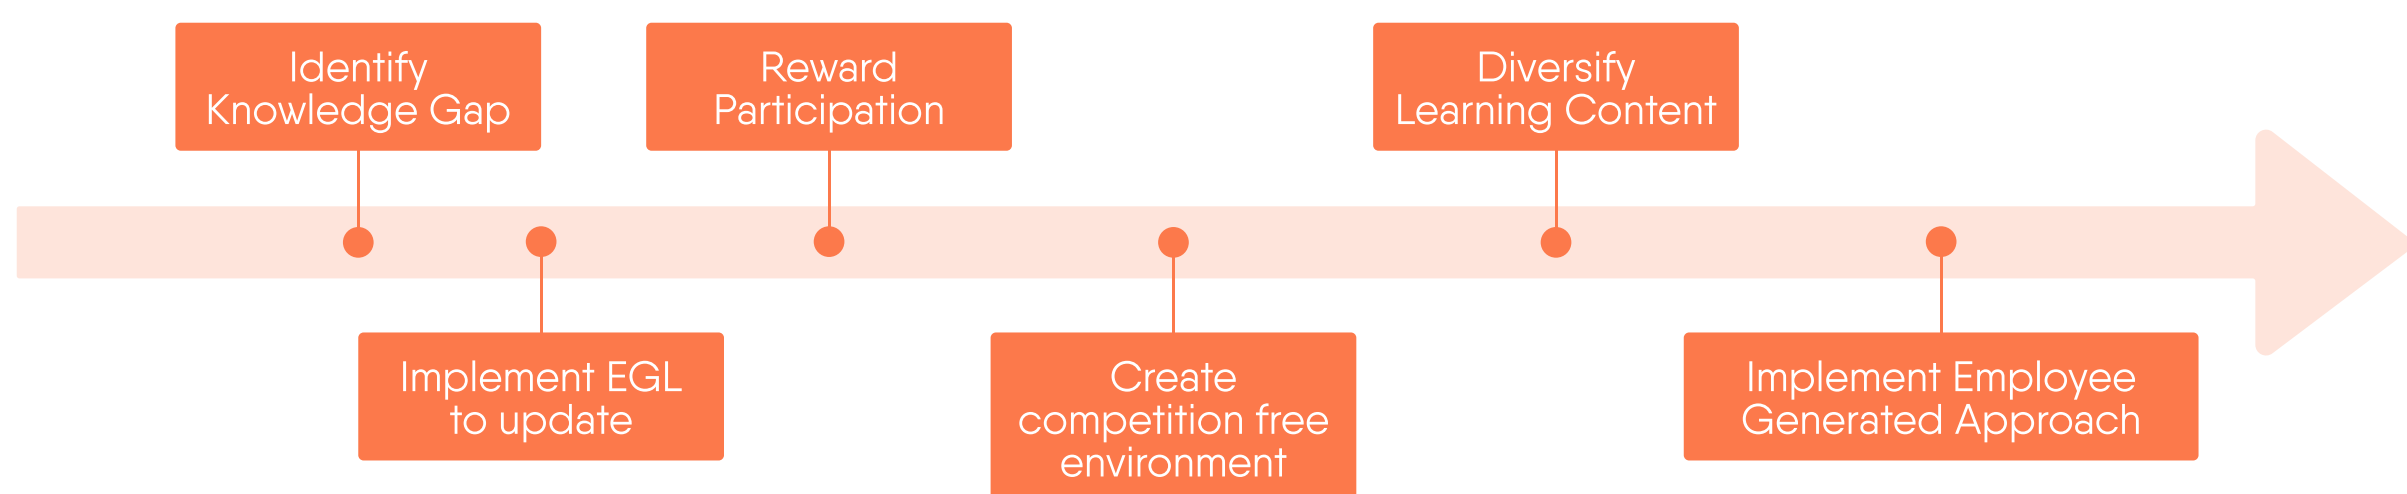 Identify
Knowledge Gap
Implement EGL
to update
Reward
Participation
Create
competition free
environment
Diversify
Learning Content
Implement Employee
Generated Approach